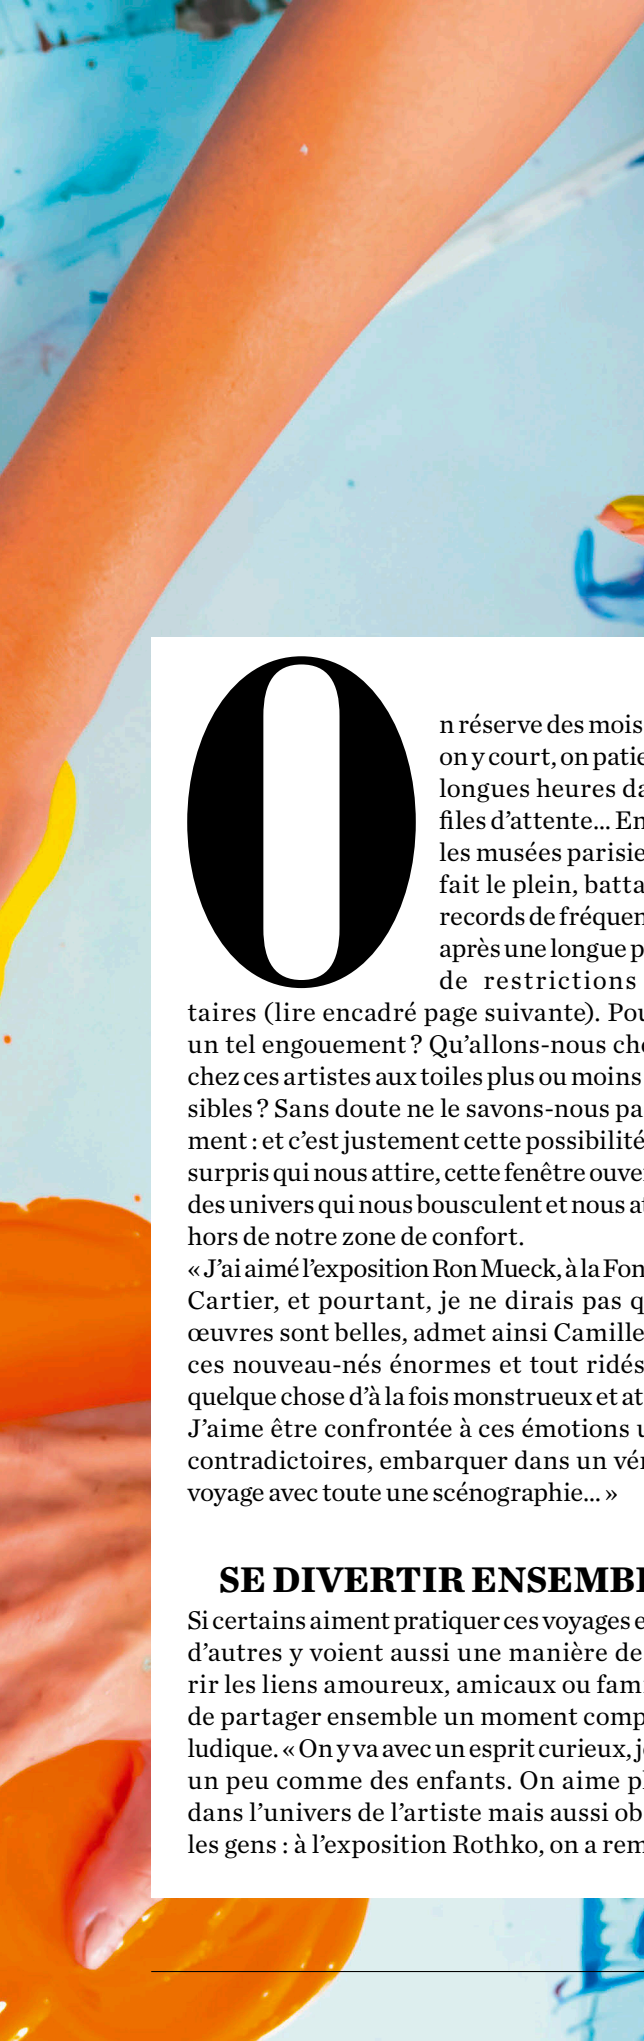 On réserve des mois
on y court, on patie
longues heures da
files d’attente... En
les musées parisie
fait le plein, batta
records de fréquen
après une longue p
de restrictions
taires (lire encadré page suivante). Pou
un tel engouement ? Qu’allons-nous che
chez ces artistes aux toiles plus ou moins
sibles ? Sans doute ne le savons-nous pa
ment : et c’est justement cette possibilité
surpris qui nous attire, cette fenêtre ouver
des univers qui nous bousculent et nous at
hors de notre zone de confort.
« J’ai aimé l’exposition Ron Mueck, à la Fon
Cartier, et pourtant, je ne dirais pas q
œuvres sont belles, admet ainsi Camille
ces nouveau-nés énormes et tout ridés
quelque chose d’à la fois monstrueux et at
J’aime être confrontée à ces émotions u
contradictoires, embarquer dans un vér
voyage avec toute une scénographie... »
SE DIVERTIR ENSEMBL
Si certains aiment pratiquer ces voyages e
d’autres y voient aussi une manière de
rir les liens amoureux, amicaux ou fam
de partager ensemble un moment comp
ludique. « On y va avec un esprit curieux, j
un peu comme des enfants. On aime pl
dans l’univers de l’artiste mais aussi ob
les gens : à l’exposition Rothko, on a rem